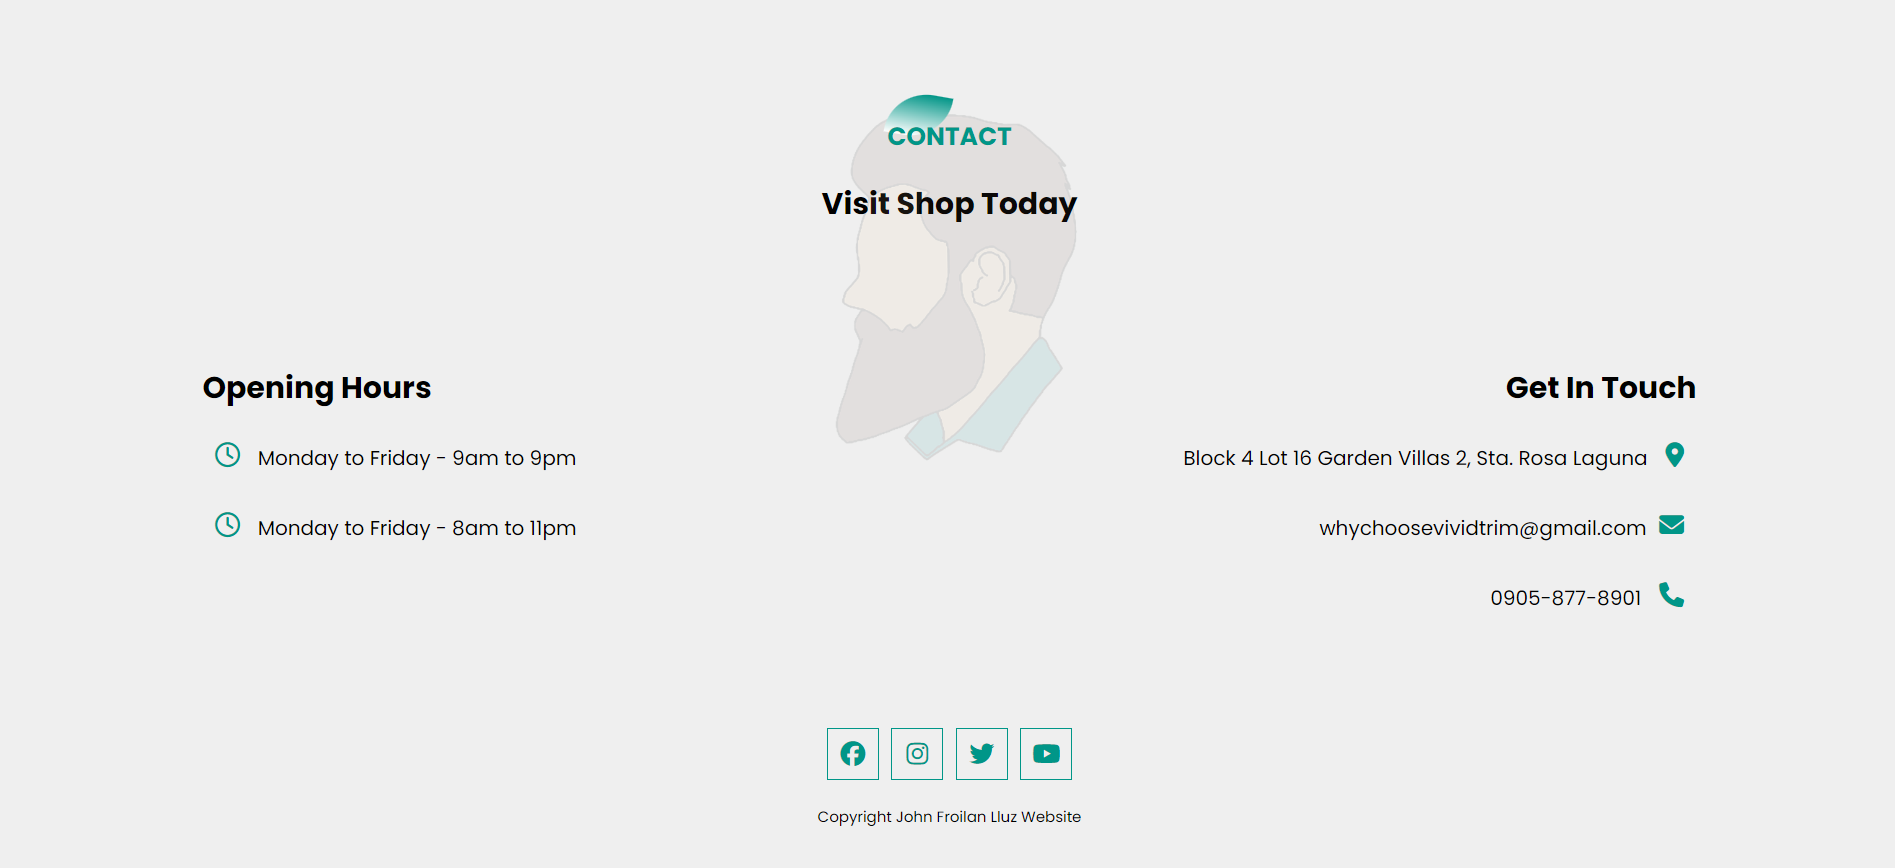 CONTACT
Visit Shop Today
Opening Hours
Monday to Friday - 9am to 9pm
Monday to Friday - 8am to 11pm
Get In Touch
Block 4 Lot 16 Garden Villas 2, Sta. Rosa Laguna
whychoosevividtrim@gmail.com
0905-877-8901
Copyright John Froilan Lluz Website